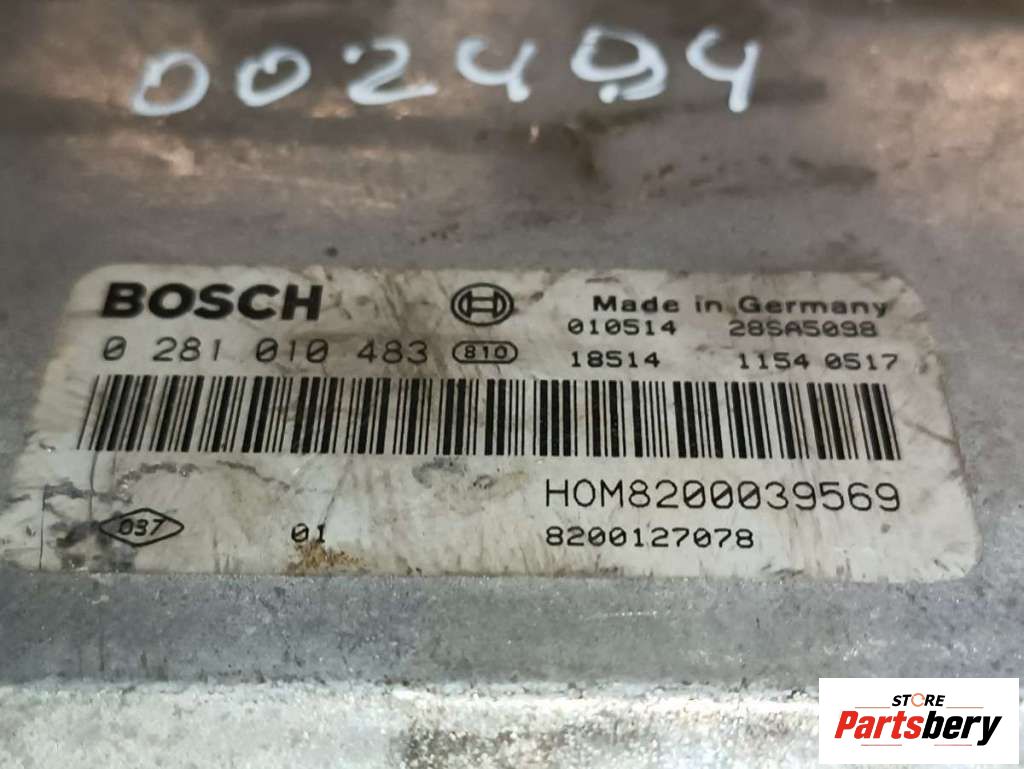 002494
BOSCH
Made in Germany
010514 28SA5098
0 281 010 483 810
18514 1154 0517
HOM8200039569
037 01 8200127078
STORE
Partsbery